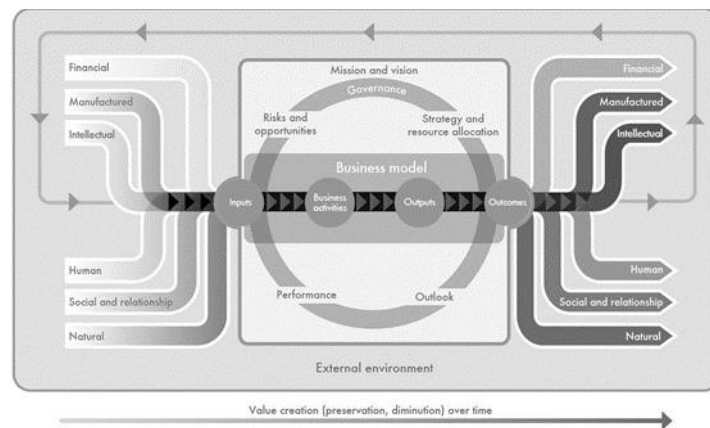 Financial
Manufactured
Intellectual
Human
Social and relationship
Natural
Mission and vision
Governance
Risks and
opportunities
Strategy and
resource allocation
Business model
Inputs
Business
activities
Outputs
Outcomes
Performance
Outlook
Financial
Manufactured
Intellectual
Human
Social and relationship
Natural
External environment
Value creation (preservation, diminution) over time